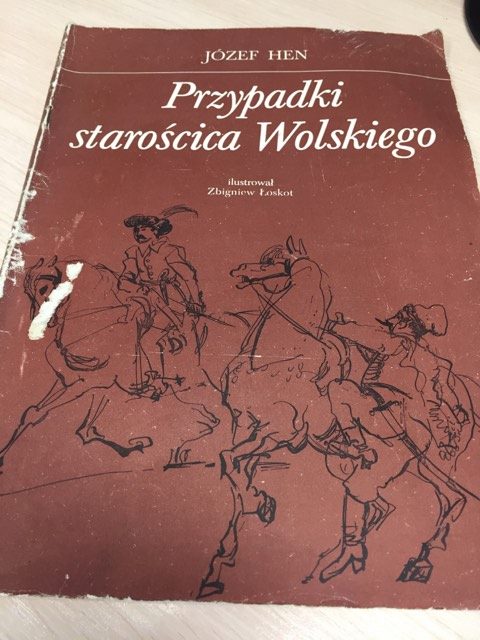 JÓZEF HEN
Przypadki
starościca Wolskiego
ilustrował
Zbigniew Łoskot